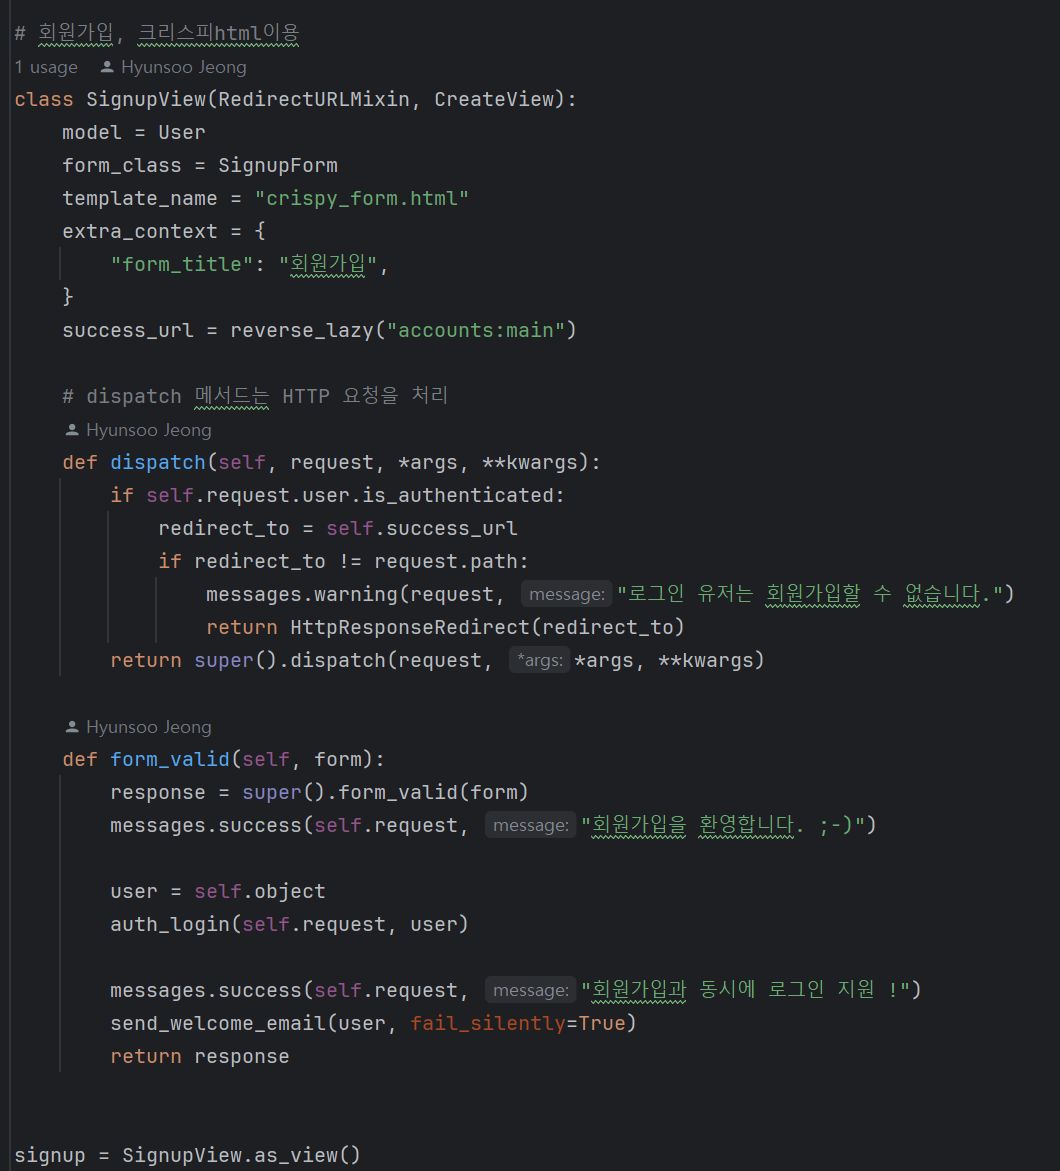 # 회원가입, 크리스피html이용
1 usage Hyunsoo Jeong
class SignupView(RedirectURLMixin, CreateView):
    model = User
    form_class = SignupForm
    template_name = "crispy_form.html"
    extra_context = {
        "form_title": "회원가입",
    }
    success_url = reverse_lazy("accounts:main")
    # dispatch 메서드는 HTTP 요청을 처리
    Hyunsoo Jeong
    def dispatch(self, request, *args, **kwargs):
        if self.request.user.is_authenticated:
            redirect_to = self.success_url
            if redirect_to != request.path:
                messages.warning(request, message: "로그인 유저는 회원가입할 수 없습니다.")
                return HttpResponseRedirect(redirect_to)
        return super().dispatch(request, *args: *args, **kwargs)
    Hyunsoo Jeong
    def form_valid(self, form):
        response = super().form_valid(form)
        messages.success(self.request, message: "회원가입을 환영합니다. ;-)")
        user = self.object
        auth_login(self.request, user)
        messages.success(self.request, message: "회원가입과 동시에 로그인 지원 !")
        send_welcome_email(user, fail_silently=True)
        return response
signup = SignupView.as_view()